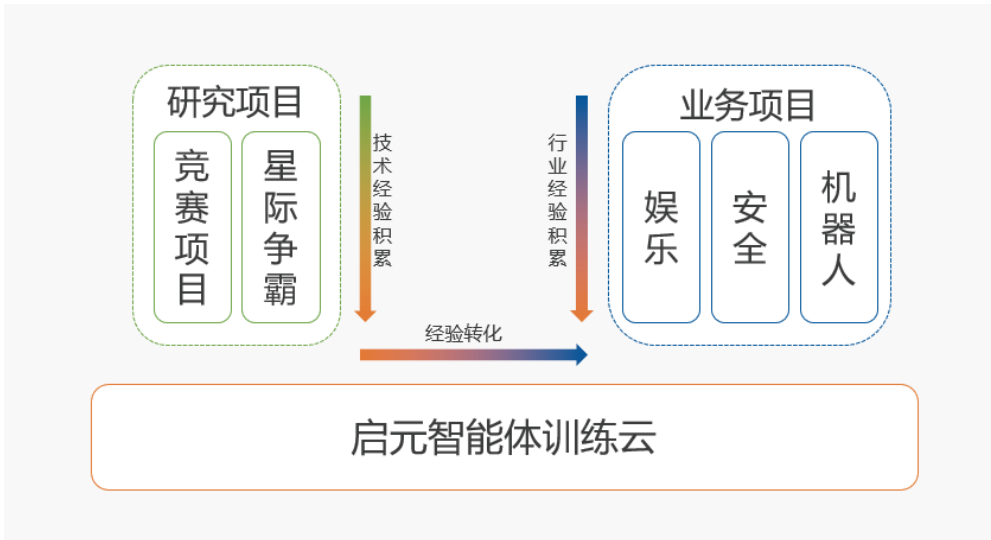 研究项目
竞赛项目
星际争霸
技术经验积累
行业经验积累
业务项目
娱乐
安全
机器人
经验转化
启元智能体训练云